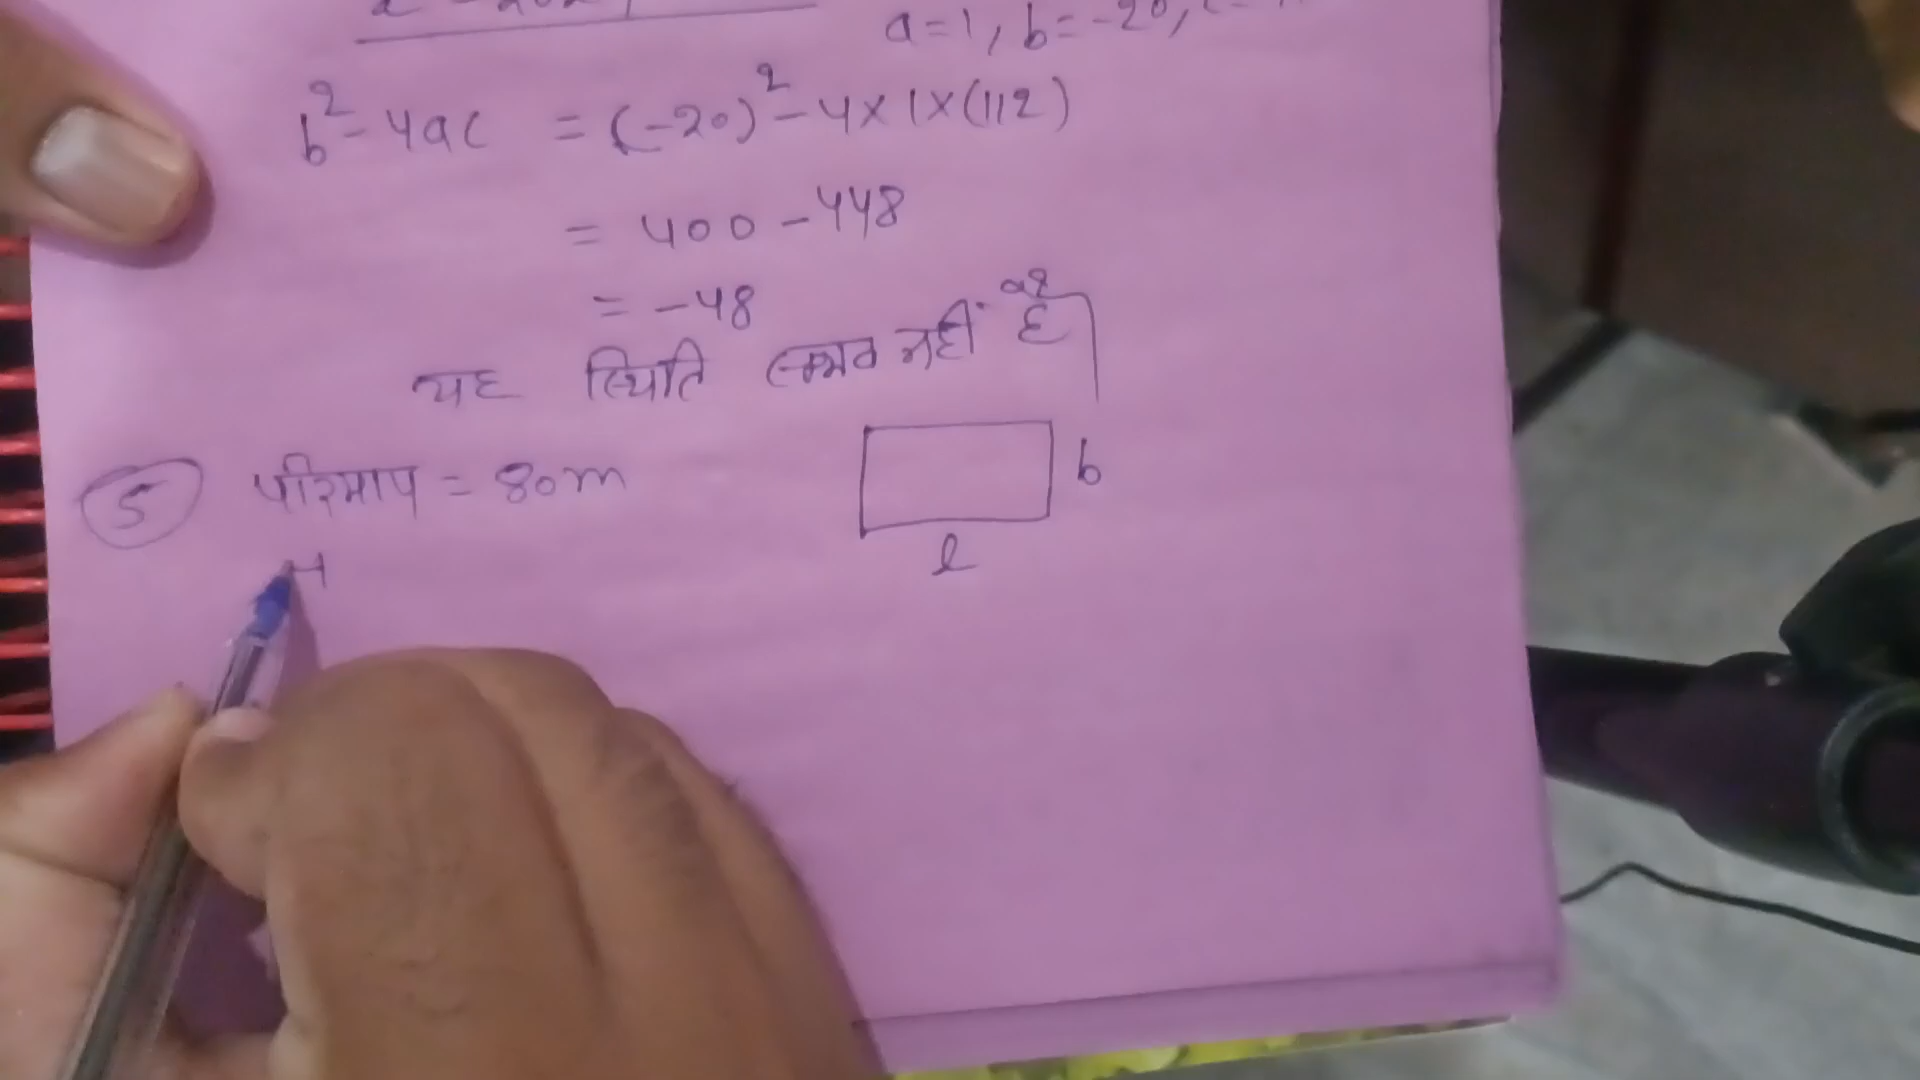 a=1, b=-20,
b²-4ac = (-20)²-4×1×(112)
= 400-448
= -48
यह स्थिति सम्भव नहीं है
5 परिमाप = 80m
b
l